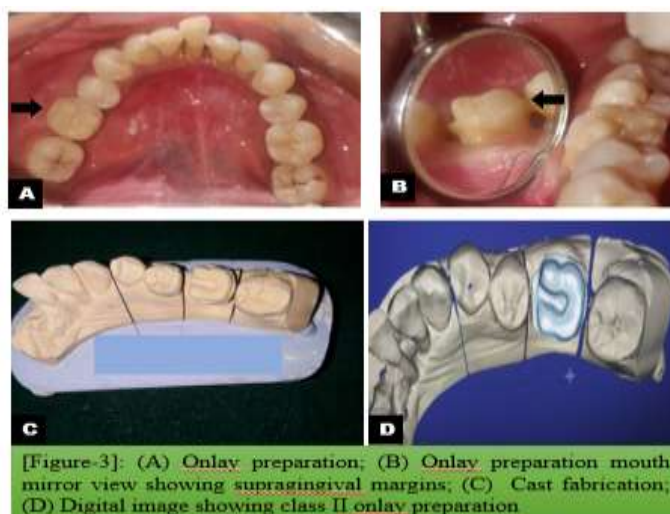 A
B
C
D
[Figure-3]: (A) Onlay preparation; (B) Onlay preparation mouth
mirror view showing supragingival margins; (C) Cast fabrication;
(D) Digital image showing class II onlay preparation